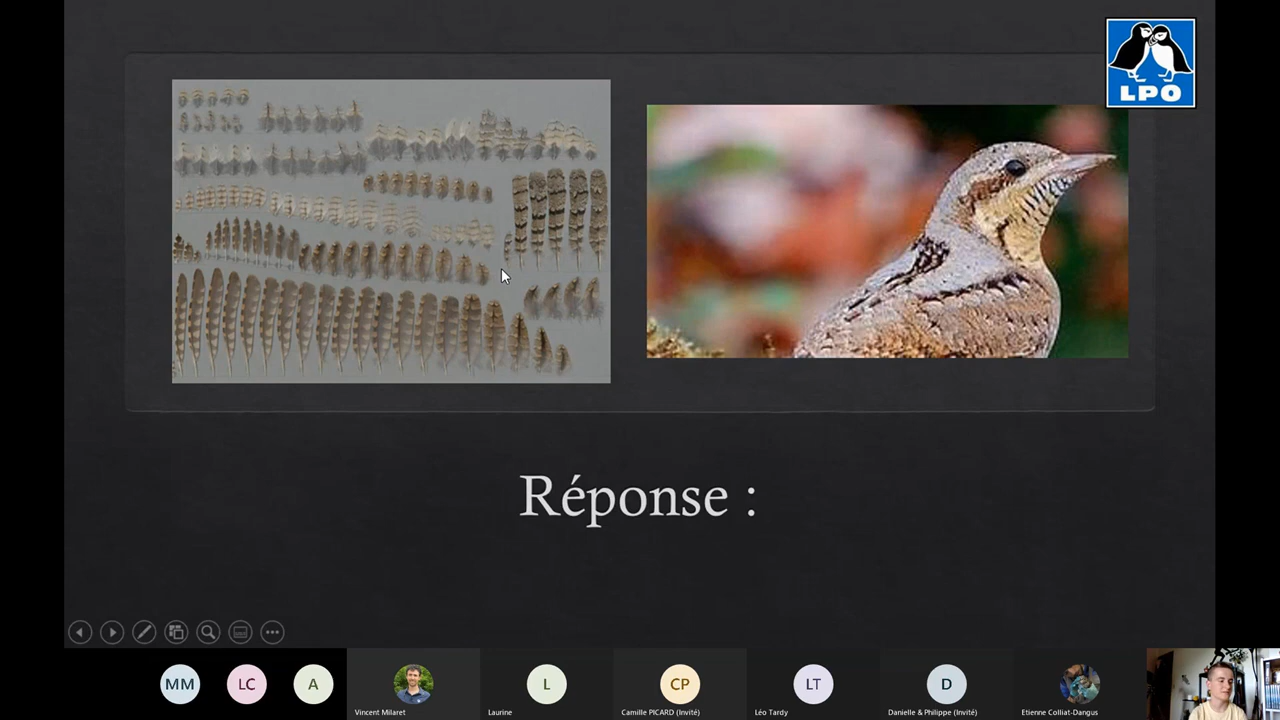 LPO
Réponse :
MM
LC
A
L
CP
LT
D
Vincent Milaret
Laurine
Camille PICARD (Invité)
Léo Tardy
Danielle & Philippe (Invité)
Etienne Colliat-Dangus